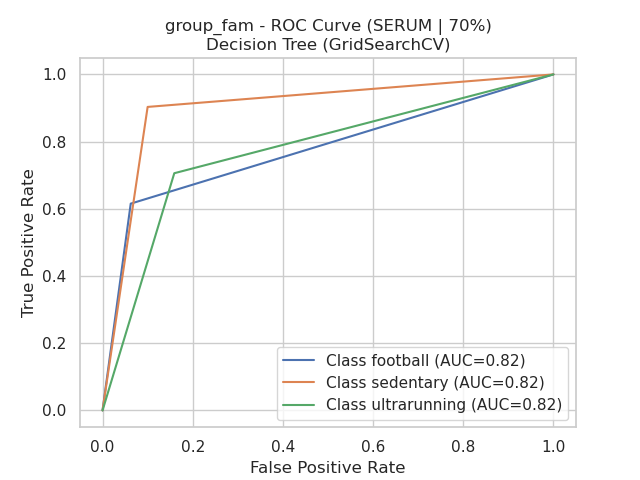 group_fam - ROC Curve (SERUM | 70%)
Decision Tree (GridSearchCV)
1.0
0.8
0.6
0.4
0.2
0.0
True Positive Rate
Class football (AUC=0.82)
Class sedentary (AUC=0.82)
Class ultrarunning (AUC=0.82)
0.0 0.2 0.4 0.6 0.8 1.0
False Positive Rate